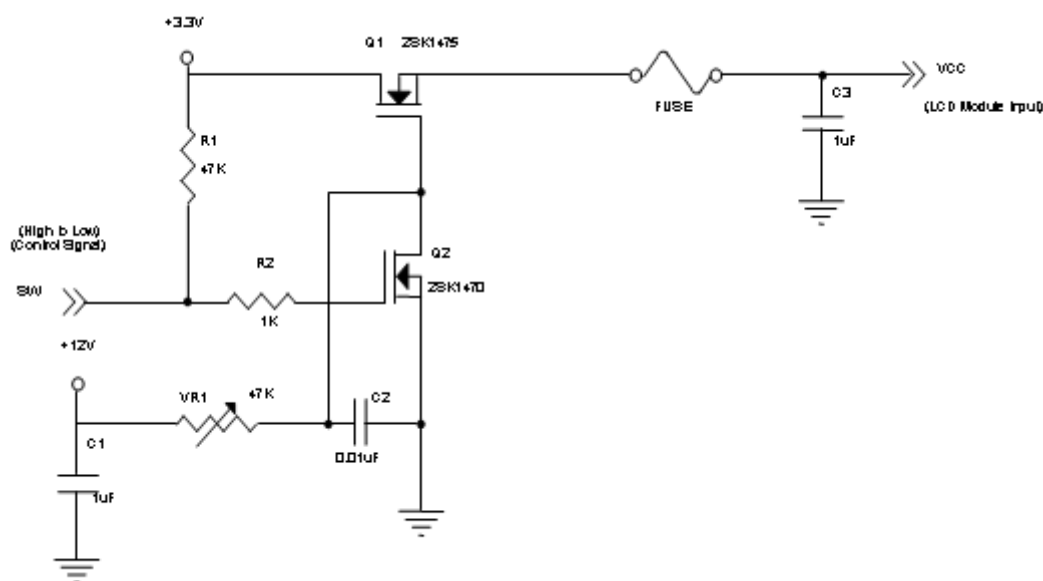 +3.3V
Q1 2SK1475
VCC
FUSE
C3
(LCD Module Input)
R1
1uF
47K
(High to Low)
(Control Signal)
Q2
R2
SW
2SK1470
1K
+12V
VR1
47K
C2
C1
0.01uF
1uF